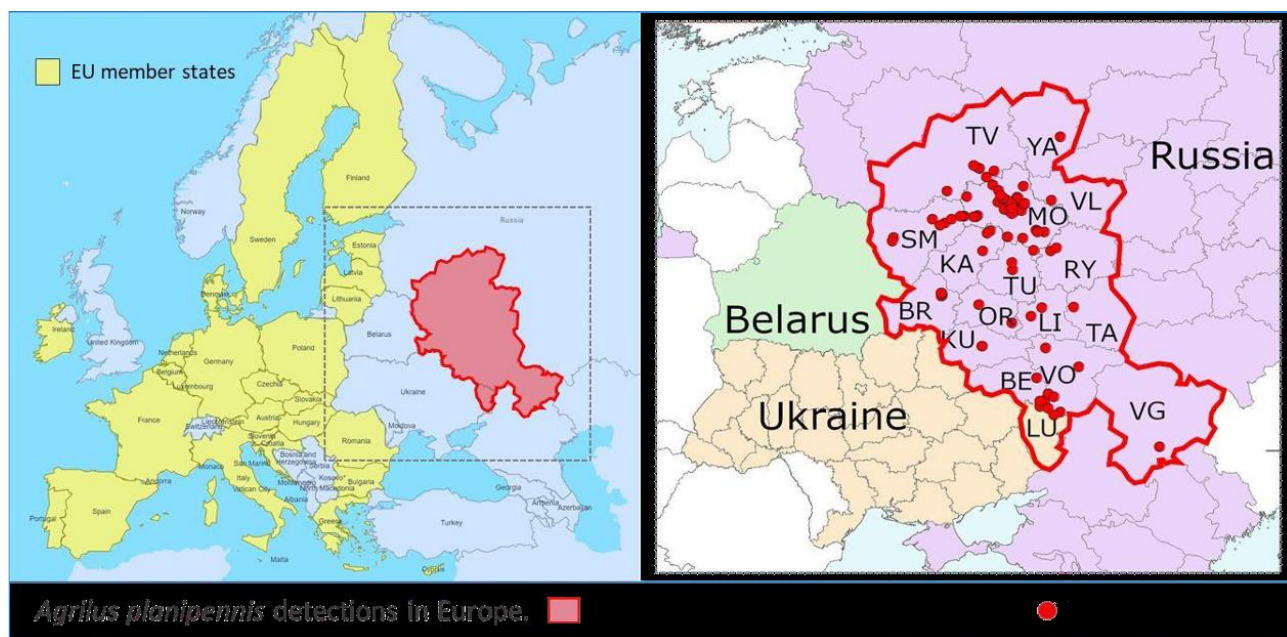 EU member states
Finland
Norway
Russia
Sweden
Estonia
Latvia
Denmark
Lithuania
Ireland
United Kingdom
Belarus
Netherlands
Poland
Germany
Belgium
Luxembourg
Czechia
Ukraine
Slovakia
France
Austria
Liechtenstein
Switzerland
Hungary
Moldova
Slovenia
Croatia
Romania
Bosnia and
Herzegovina
Monaco
San Marino
Serbia
Andorra
Italy
Montenegro
Kosovo*
Bulgaria
Vatican City
North Macedonia
Georgia
Albania
Armenia
Azerbaijan
Portugal
Spain
Greece
Turkey
Malta
Cyprus
TV
YA
Russia
VL
MO
SM
KA
RY
TU
BR
OR
LI
Belarus
KU
TA
BE
VO
Ukraine
VG
LU
Agrilus planipennis detections in Europe.